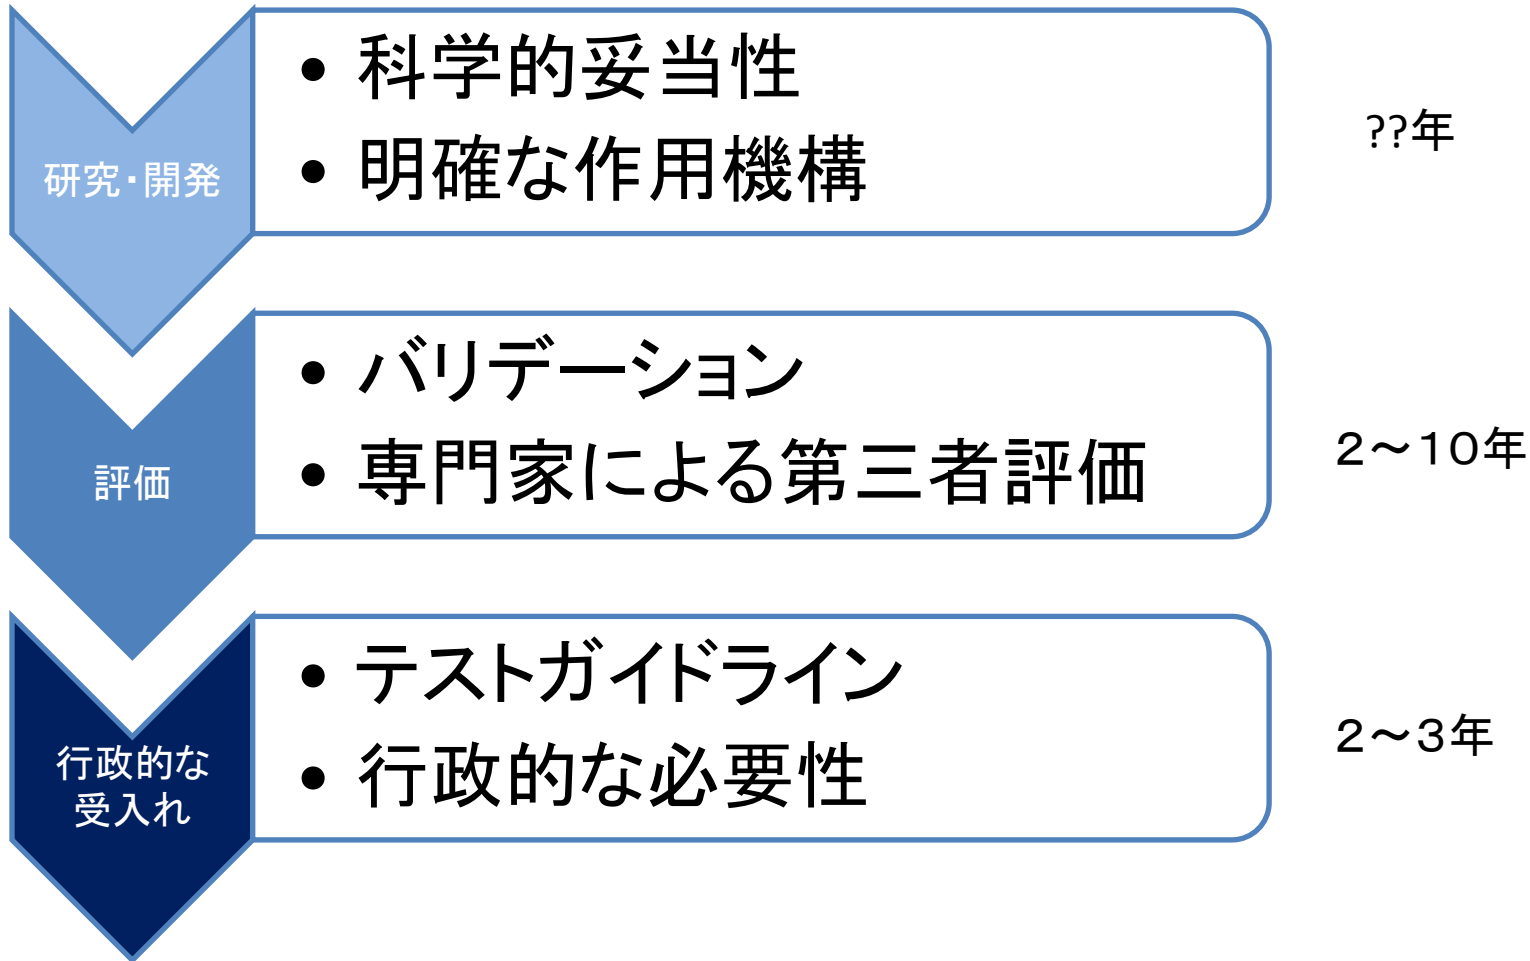 研究・開発
• 科学的妥当性
• 明確な作用機構
??年
評価
• バリデーション
• 専門家による第三者評価
２～１０年
行政的な
受入れ
• テストガイドライン
• 行政的な必要性
２～３年